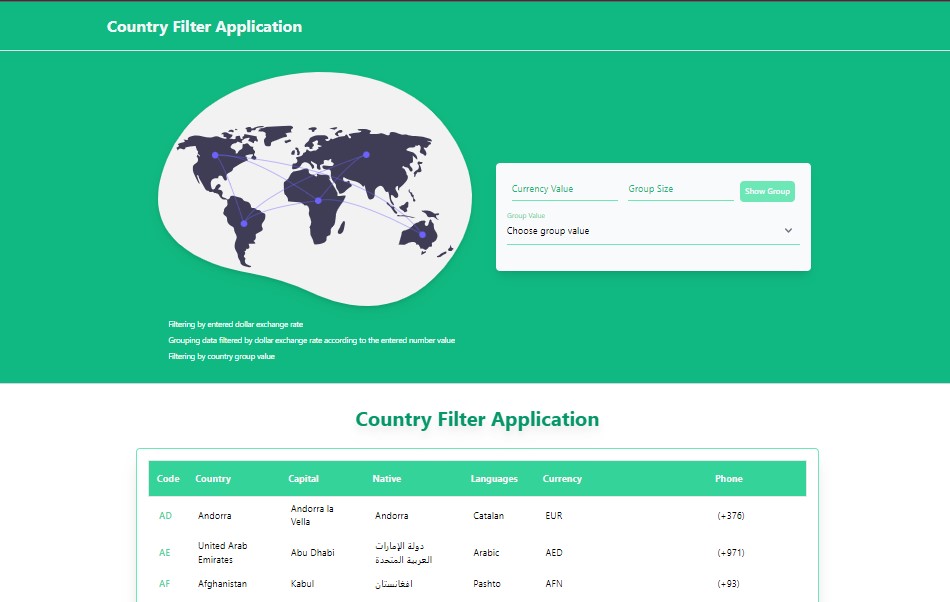 Country Filter Application
Currency Value
Group Size
Show Group
Group Value
Choose group value
Filtering by entered dollar exchange rate
Grouping data filtered by dollar exchange rate according to the entered number value
Filtering by country group value
Country Filter Application
Code Country Capital Native Languages Currency Phone
AD Andorra Andorra la Vella Andorra Catalan EUR (+376)
AE United Arab Emirates Abu Dhabi دولة الإمارات العربية المتحدة Arabic AED (+971)
AF Afghanistan Kabul افغانستان Pashto AFN (+93)